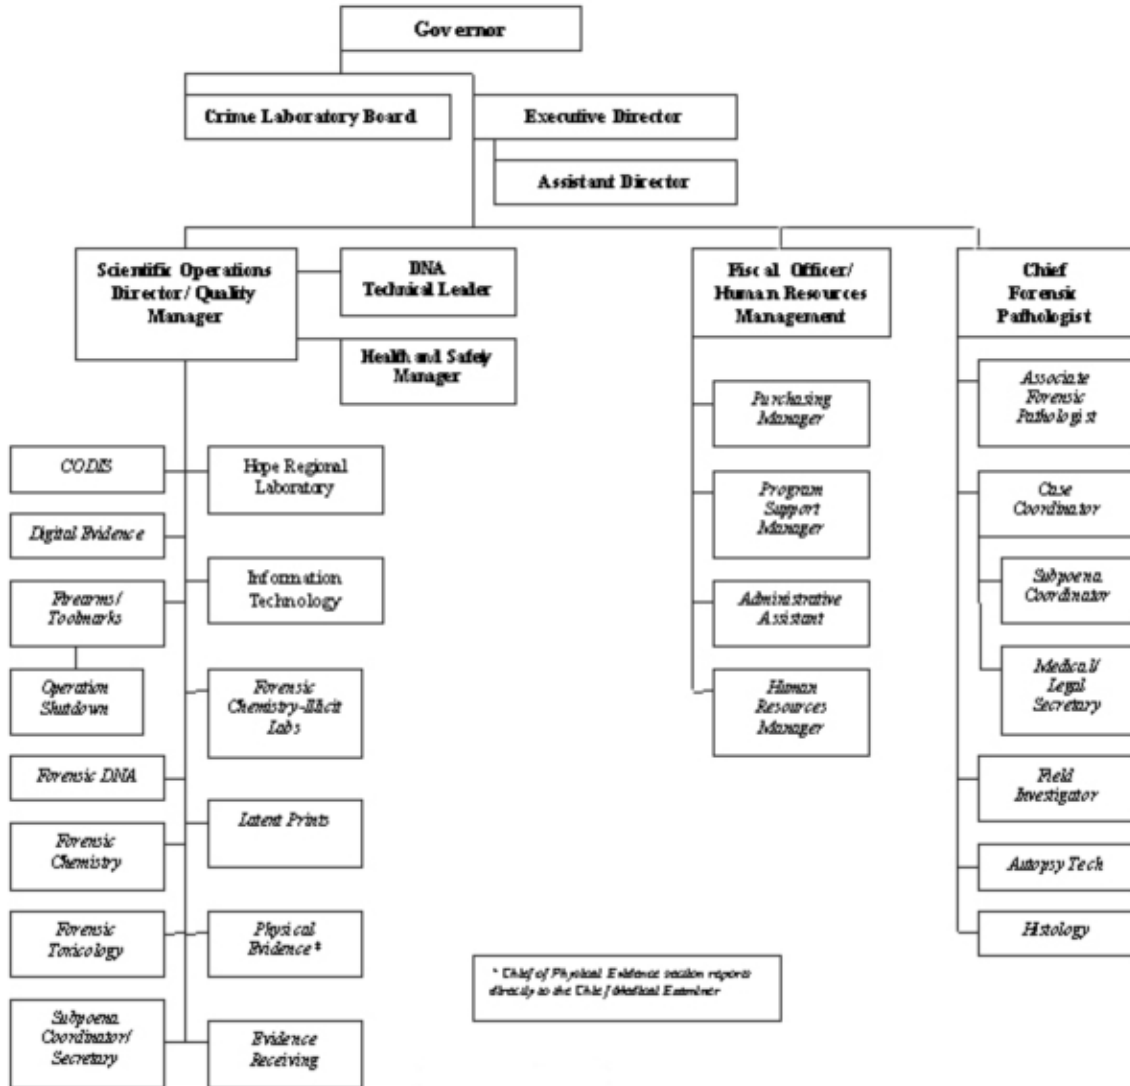 Governor
Crime Laboratory Board
Executive Director
Assistant Director
Scientific Operations
Director/ Quality
Manager
DNA
Technical Leader
Health and Safety
Manager
Fiscal Officer/
Human Resources
Management
Chief
Forensic
Pathologist
CODIS
Digital Evidence
Firearms/
Toolmarks
Operation
Shutdown
Forensic DNA
Forensic
Chemistry
Forensic
Toxicology
Subpoena
Coordinator/
Secretary
Hope Regional
Laboratory
Information
Technology
Forensic
Chemistry-Illicit
Labs
Latent Prints
Physical
Evidence*
Evidence
Receiving
Purchasing
Manager
Program
Support
Manager
Administrative
Assistant
Human
Resources
Manager
Associate
Forensic
Pathologist
Case
Coordinator
Subpoena
Coordinator
Medical/
Legal
Secretary
Field
Investigator
Autopsy Tech
Histology
* Chief of Physical Evidence section reports
directly to the Chief Medical Examiner